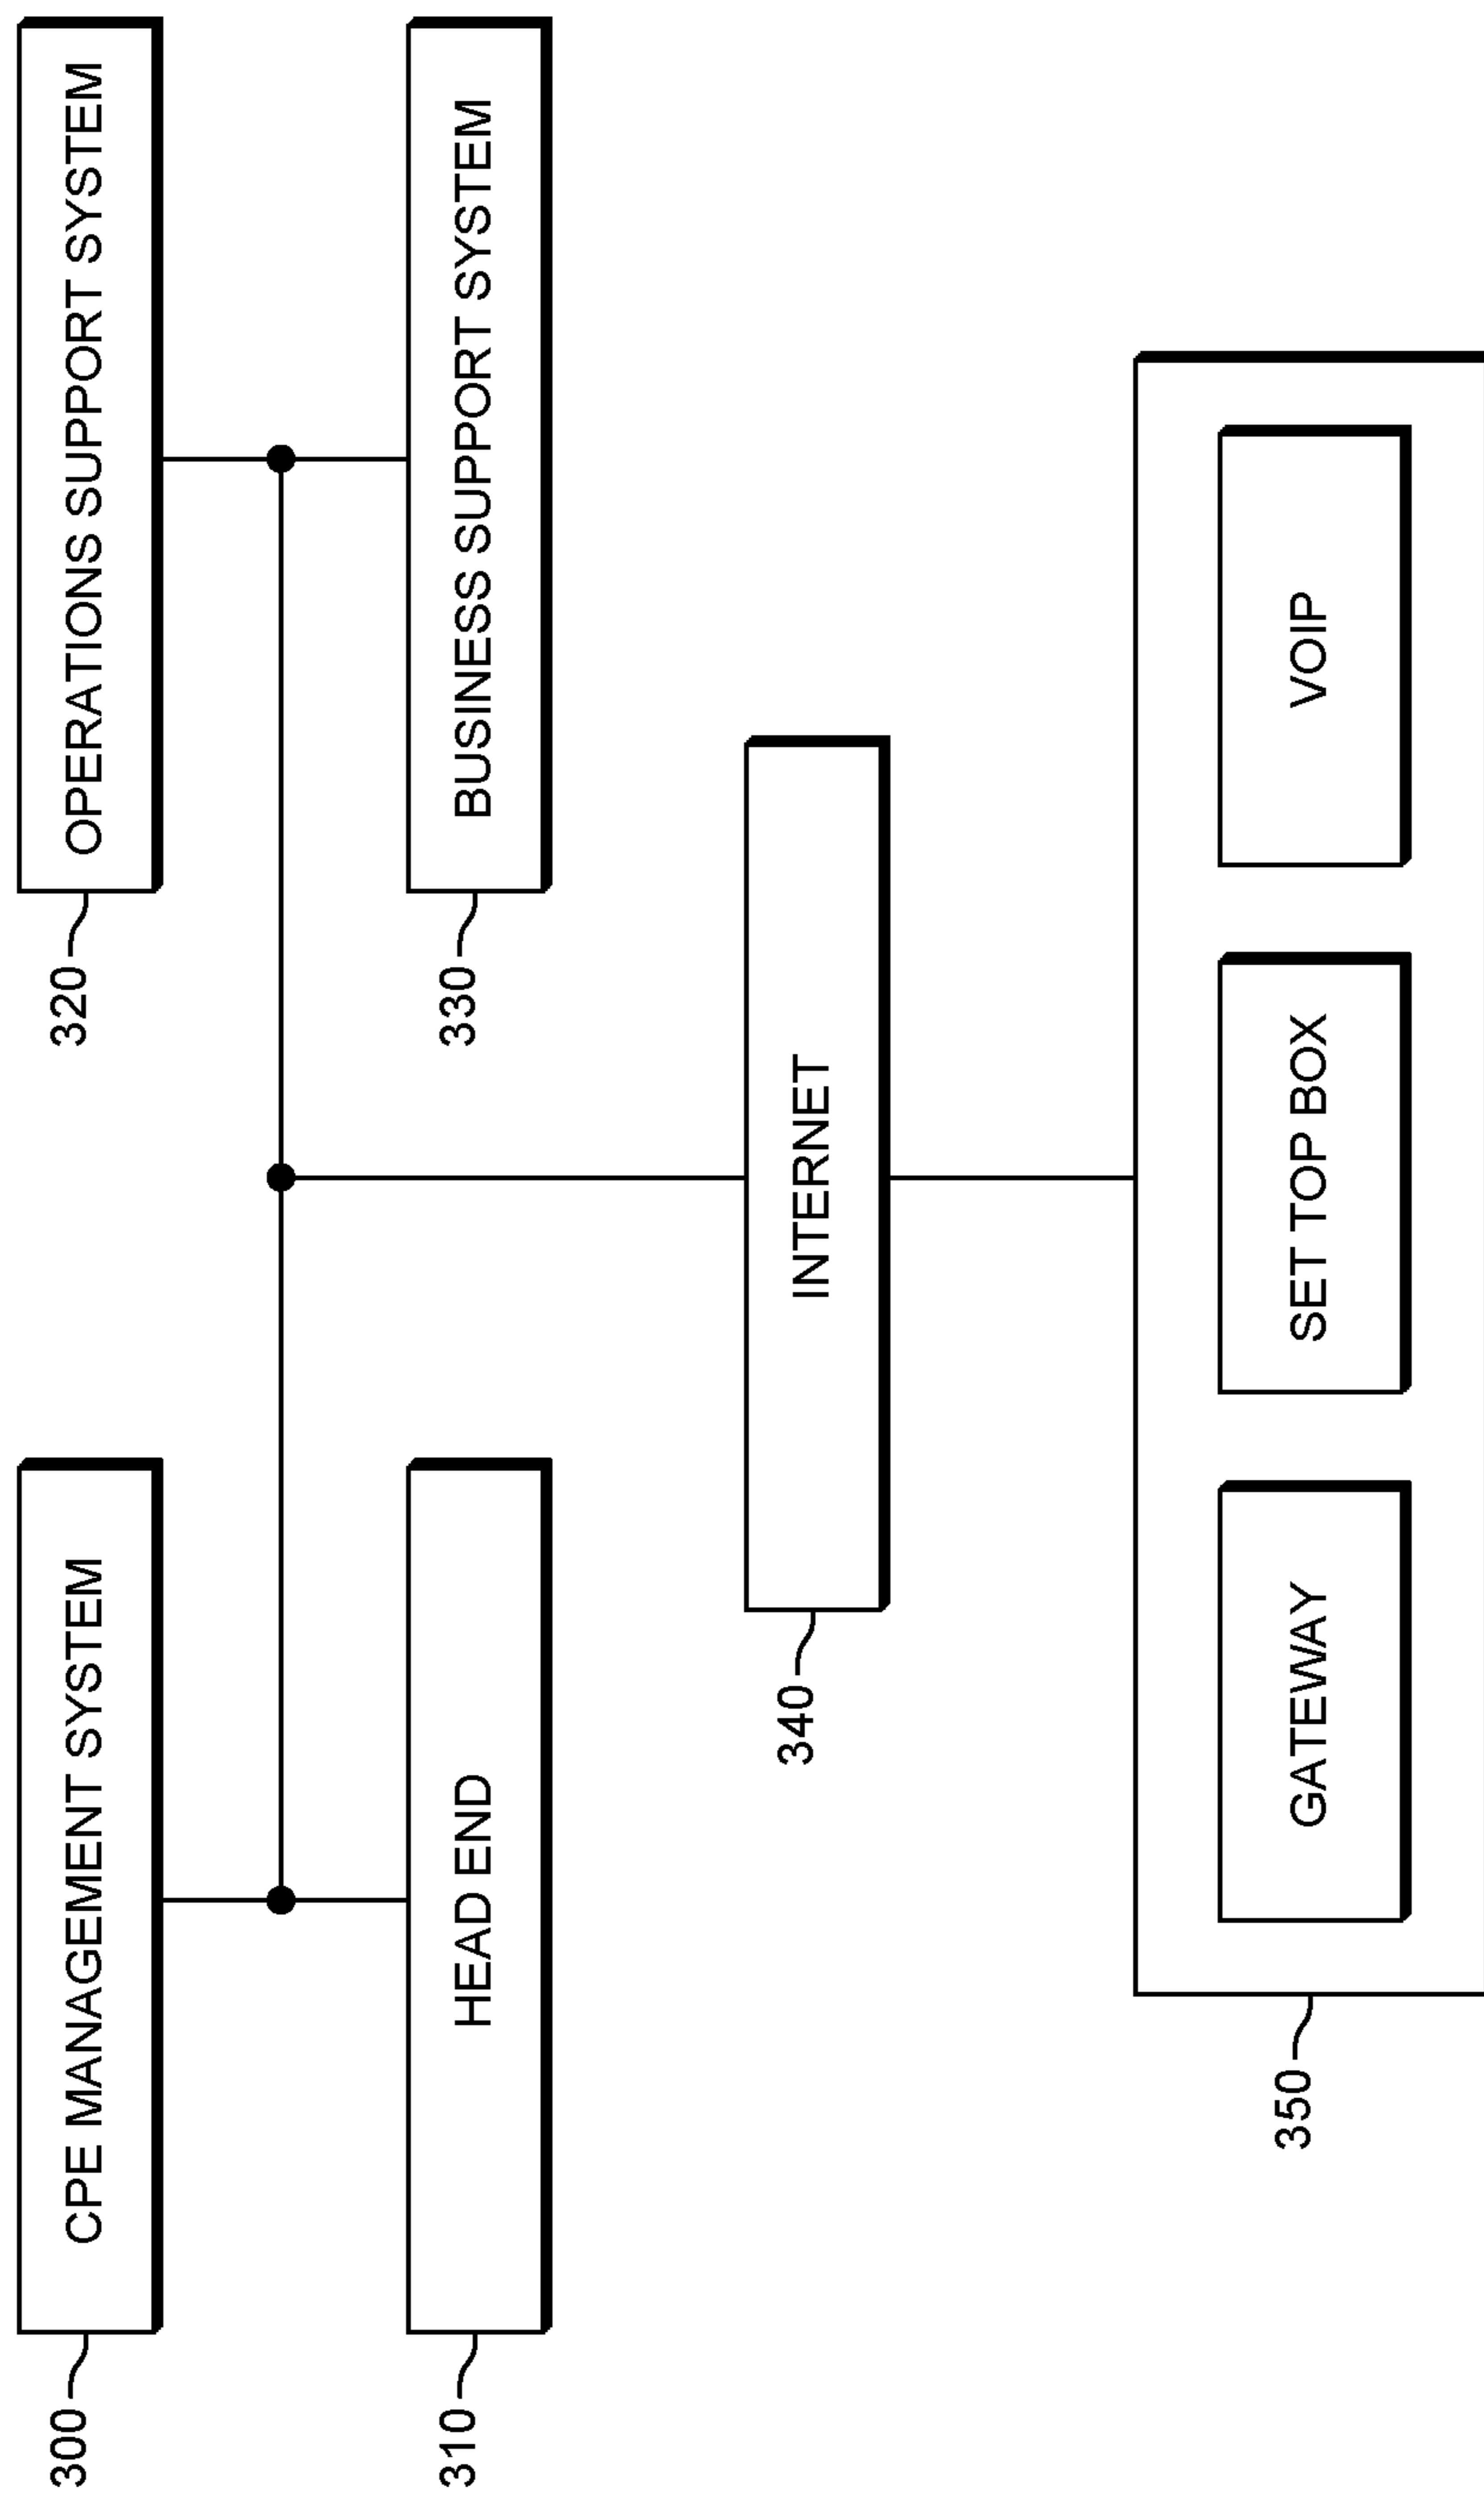 300
CPE MANAGEMENT SYSTEM
320
OPERATIONS SUPPORT SYSTEM
310
HEAD END
330
BUSINESS SUPPORT SYSTEM
340
INTERNET
350
GATEWAY
SET TOP BOX
VOIP